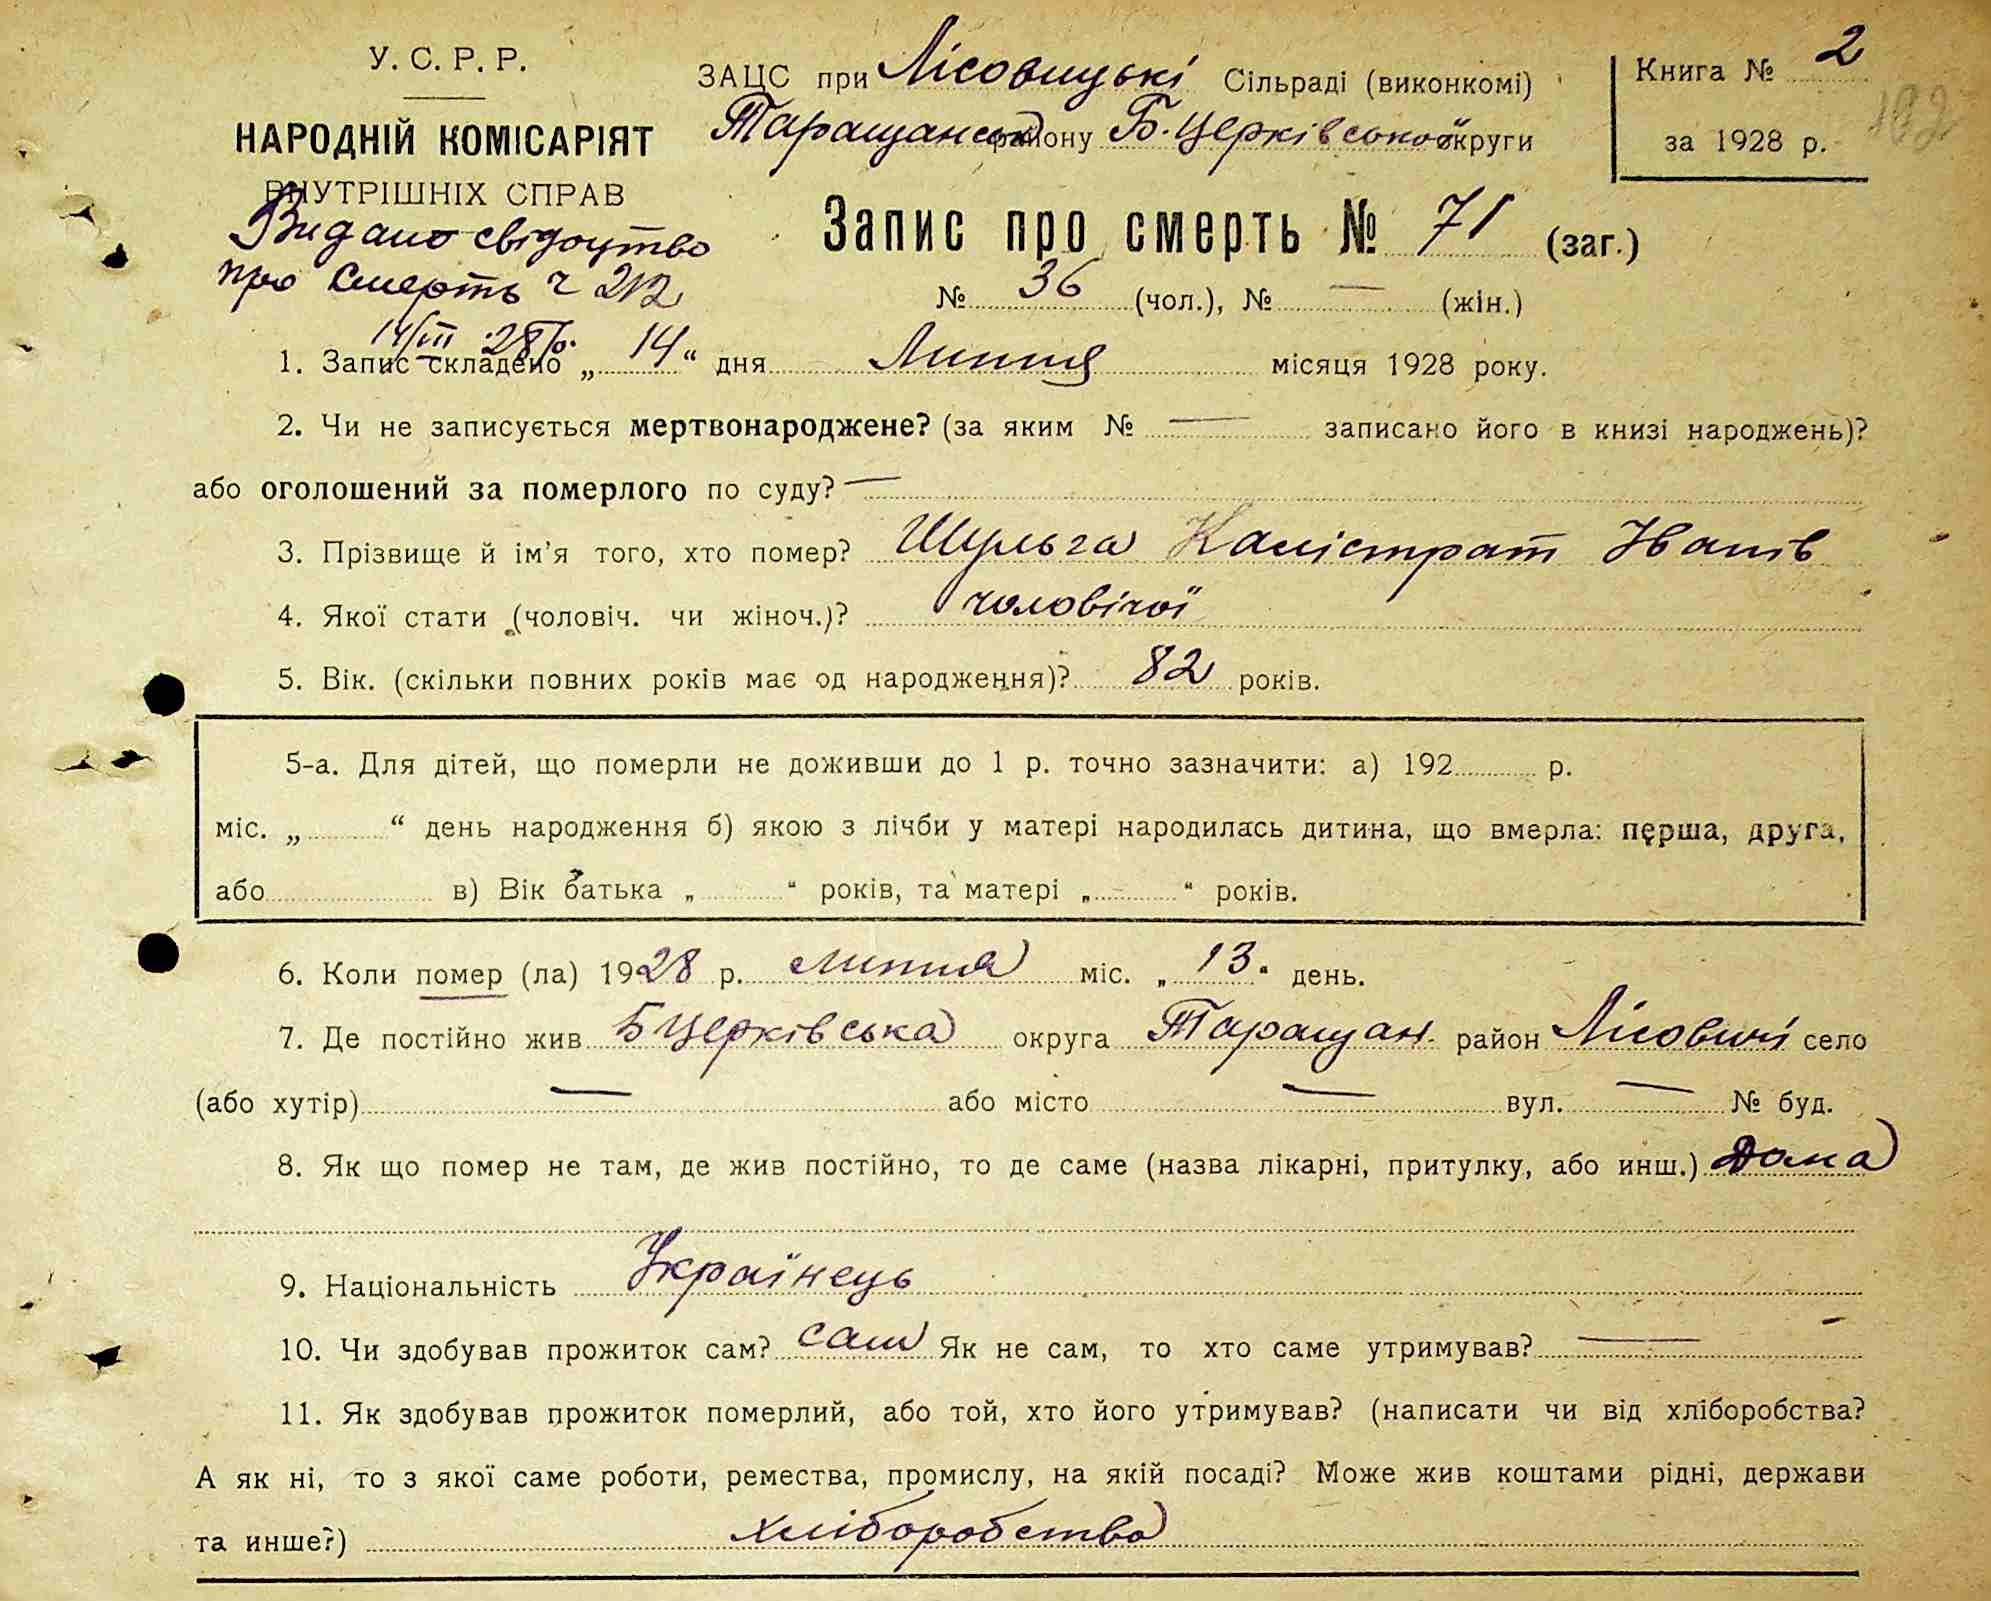 У. С. Р. Р.
НАРОДНІЙ КОМІСАРІЯТ
ВНУТРІШНІХ СПРАВ
Видано свідоцтво
про смерть ч 212
14/VII 28 р.
ЗАЦС при Лісовицькі Сільраді (виконкомі)
Таращансько району Б. Церківської округи
Книга № 2
за 1928 р.
Запис про смерть № 71 (заг.)
№ 36 (чол.), № — (жін.)
1. Запис складено „ 14 “ дня Липня місяця 1928 року.
2. Чи не записується мертвонароджене? (за яким № — записано його в книзі народжень)?
або оголошений за померлого по суду? —
3. Прізвище й ім’я того, хто помер? Шульга Калістрат Іванів
4. Якої стати (чоловіч. чи жіноч.)? чоловічої
5. Вік. (скільки повних років має од народження)? 82 років.
5-а. Для дітей, що померли не доживши до 1 р. точно зазначити: а) 192 р.
міс. „ “ день народження б) якою з лічби у матері народилась дитина, що вмерла: перша, друга,
або в) Вік батька „ “ років, та матері „ “ років.
6. Коли помер (ла) 1928 р. липня міс. „ 13 “ день.
7. Де постійно жив Б Церківська округа Таращан. район Лісовичі село
(або хутір) — або місто — вул. — № буд.
8. Як що помер не там, де жив постійно, то де саме (назва лікарні, притулку, або инш.) Дома
9. Національність Українець
10. Чи здобував прожиток сам? сам Як не сам, то хто саме утримував? —
11. Як здобував прожиток померлий, або той, хто його утримував? (написати чи від хліборобства?
А як ні, то з якої саме роботи, ремества, промислу, на якій посаді? Може жив коштами рідні, держави
та инше?) хліборобства